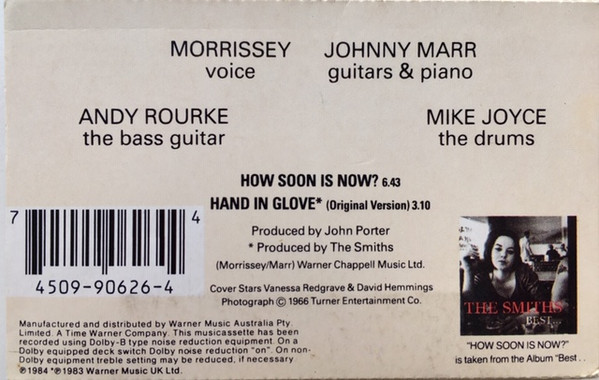 MORRISSEY JOHNNY MARR
voice guitars & piano
ANDY ROURKE MIKE JOYCE
the bass guitar the drums
HOW SOON IS NOW? 6.43
HAND IN GLOVE* (Original Version) 3.10
Produced by John Porter
* Produced by The Smiths
(Morrissey/Marr) Warner Chappell Music Ltd.
Cover Stars Vanessa Redgrave & David Hemmings
Photograph © 1966 Turner Entertainment Co.
7 4
4509-90626-4
THE SMITHS
BEST...
"HOW SOON IS NOW?"
is taken from the Album "Best . .
Manufactured and distributed by Warner Music Australia Pty.
Limited. A Time Warner Company. This musicassette has been
recorded using Dolby-B type noise reduction equipment. On a
Dolby equipped deck switch Dolby noise reduction "on". On non-
Dolby equipment treble setting may be reduced, if necessary.
℗1984 *℗1983 Warner Music UK Ltd.